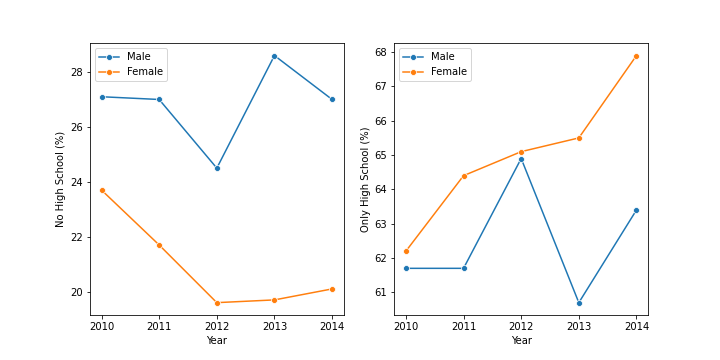 Male
Female
No High School (%)
28
26
24
22
20
2010 2011 2012 2013 2014
Year
Male
Female
Only High School (%)
68
67
66
65
64
63
62
61
2010 2011 2012 2013 2014
Year